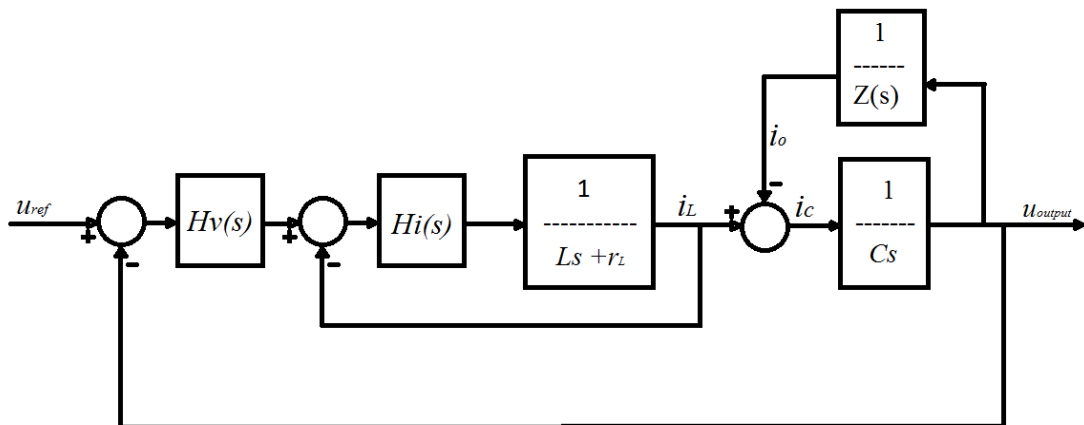 1
------
Z(s)
io
-
uref
+
-
Hv(s)
+
-
Hi(s)
1
----------
Ls +rL
iL
+
ic
1
------
Cs
uoutput